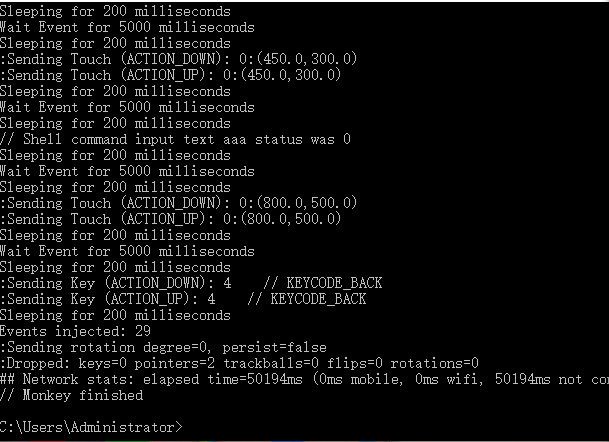 Sleeping for 200 milliseconds
Wait Event for 5000 milliseconds
Sleeping for 200 milliseconds
:Sending Touch (ACTION_DOWN): 0:(450.0,300.0)
:Sending Touch (ACTION_UP): 0:(450.0,300.0)
Sleeping for 200 milliseconds
Wait Event for 5000 milliseconds
Sleeping for 200 milliseconds
// Shell command input text aaa status was 0
Sleeping for 200 milliseconds
Wait Event for 5000 milliseconds
Sleeping for 200 milliseconds
:Sending Touch (ACTION_DOWN): 0:(800.0,500.0)
:Sending Touch (ACTION_UP): 0:(800.0,500.0)
Sleeping for 200 milliseconds
Wait Event for 5000 milliseconds
Sleeping for 200 milliseconds
:Sending Key (ACTION_DOWN): 4    // KEYCODE_BACK
:Sending Key (ACTION_UP): 4    // KEYCODE_BACK
Sleeping for 200 milliseconds
Events injected: 29
:Sending rotation degree=0, persist=false
:Dropped: keys=0 pointers=2 trackballs=0 flips=0 rotations=0
## Network stats: elapsed time=50194ms (0ms mobile, 0ms wifi, 50194ms not
// Monkey finished
C:\Users\Administrator>